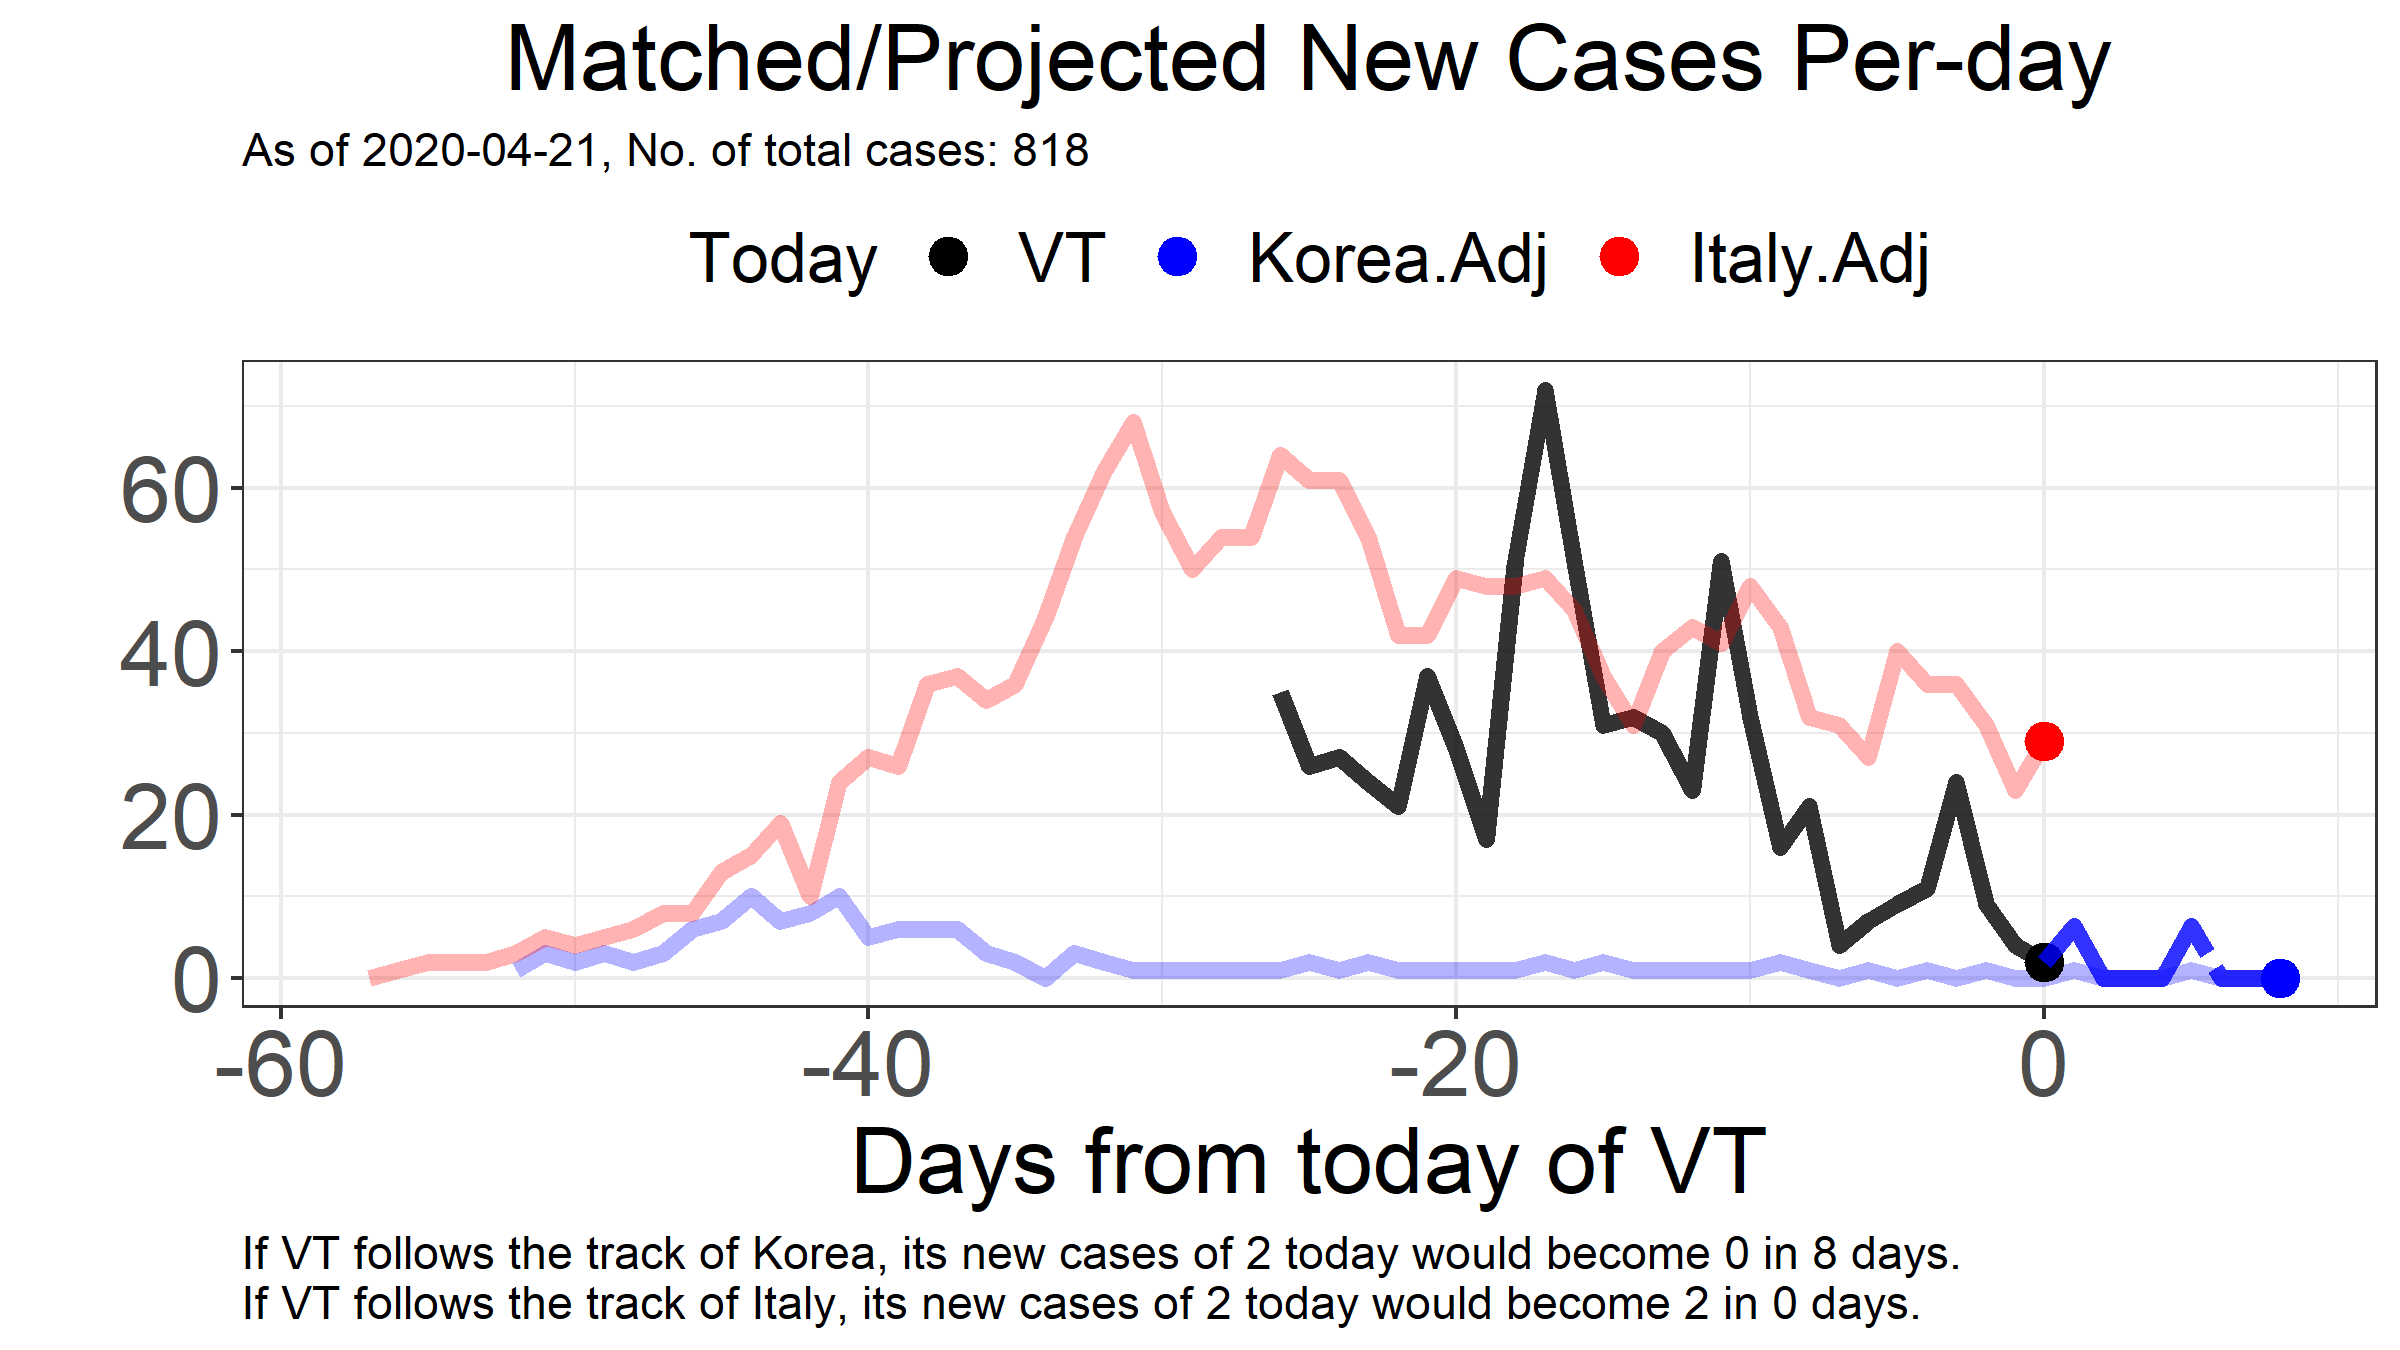 Matched/Projected New Cases Per-day
As of 2020-04-21, No. of total cases: 818
Today VT Korea.Adj Italy.Adj
60
40
20
0
-60 -40 -20 0
Days from today of VT
If VT follows the track of Korea, its new cases of 2 today would become 0 in 8 days.
If VT follows the track of Italy, its new cases of 2 today would become 2 in 0 days.